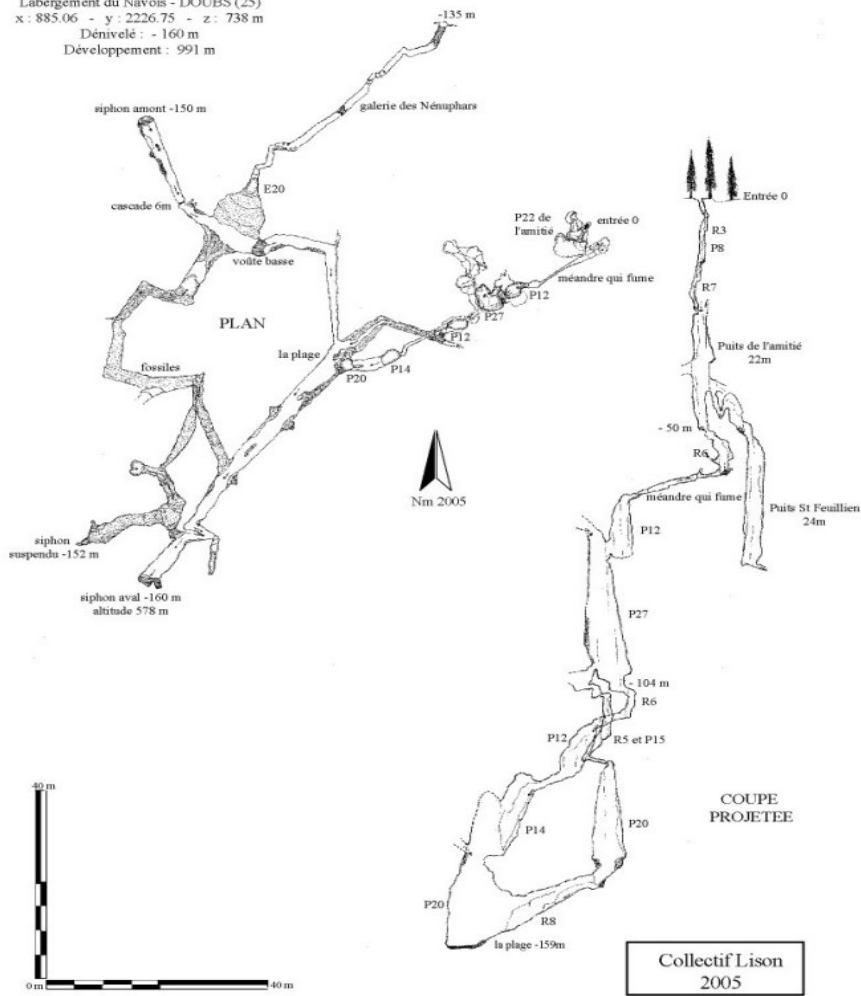 Labergement du Navois - DOUBS (25)
x : 885.06 - y : 2226.75 - z : 738 m
Dénivelé : - 160 m
Développement : 991 m
-135 m
siphon amont -150 m
galerie des Nénuphars
E20
cascade 6m
voûte basse
P22 de
l'amitié
entrée 0
méandre qui fume
P12
P27
P12
PLAN
la plage
P20
P14
fossiles
siphon
suspendu -152 m
siphon aval -160 m
altitude 578 m
Nm 2005
Entrée 0
R3
P8
R7
Puits de l'amitié
22m
- 50 m
R6
méandre qui fume
Puits St Feuillien
24m
P12
P27
- 104 m
R6
P12
R5 et P15
P14
P20
P20
R8
la plage -159m
COUPE
PROJETEE
40 m
0 m
40 m
Collectif Lison
2005